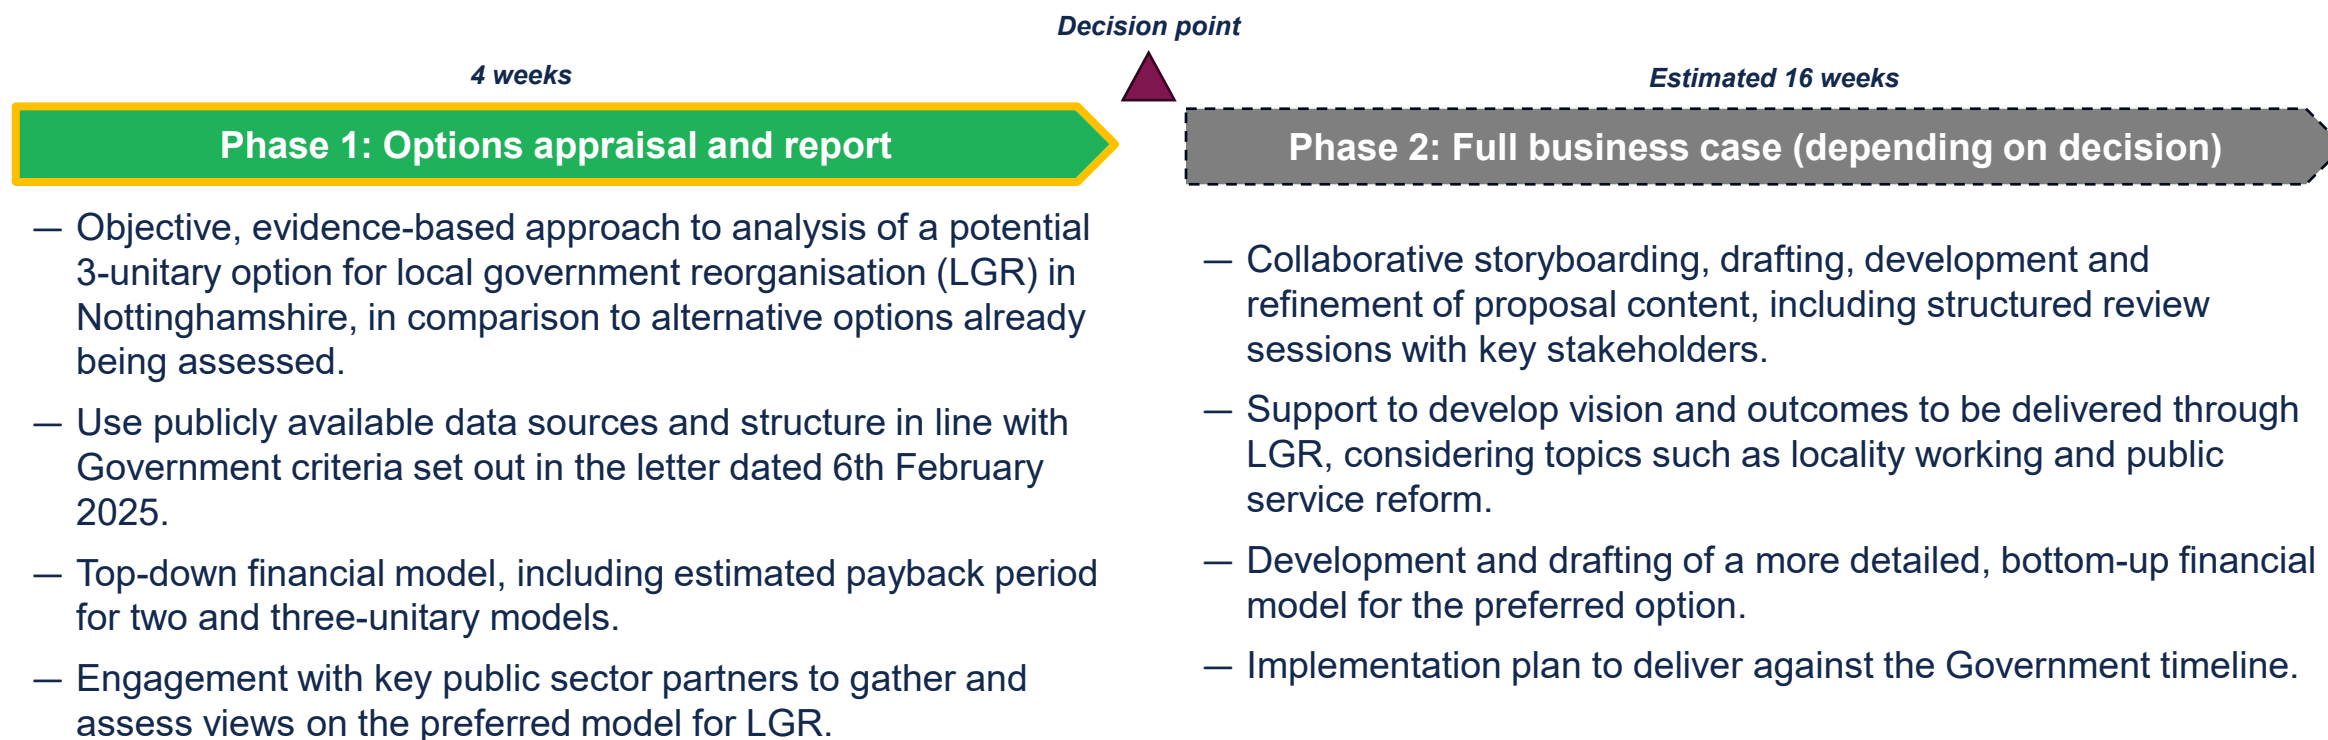 Decision point
4 weeks
Estimated 16 weeks
Phase 1: Options appraisal and report
Phase 2: Full business case (depending on decision)
— Objective, evidence-based approach to analysis of a potential
3-unitary option for local government reorganisation (LGR) in
Nottinghamshire, in comparison to alternative options already
being assessed.
— Use publicly available data sources and structure in line with
Government criteria set out in the letter dated 6th February
2025.
— Top-down financial model, including estimated payback period
for two and three-unitary models.
— Engagement with key public sector partners to gather and
assess views on the preferred model for LGR.
— Collaborative storyboarding, drafting, development and
refinement of proposal content, including structured review
sessions with key stakeholders.
— Support to develop vision and outcomes to be delivered through
LGR, considering topics such as locality working and public
service reform.
— Development and drafting of a more detailed, bottom-up financial
model for the preferred option.
— Implementation plan to deliver against the Government timeline.